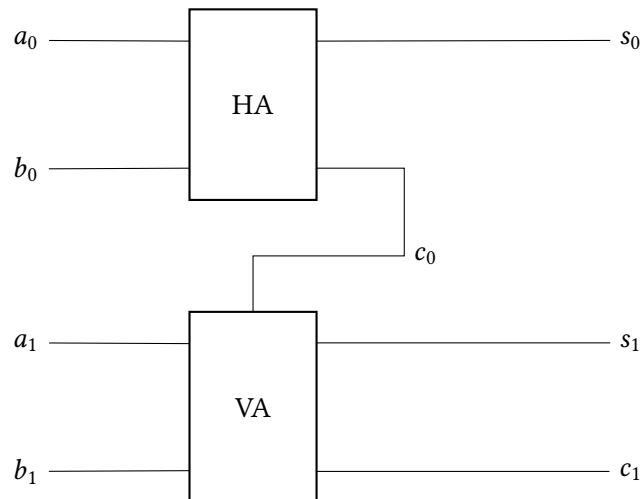 a₀ s₀
HA
b₀
c₀
a₁ s₁
VA
b₁ c₁